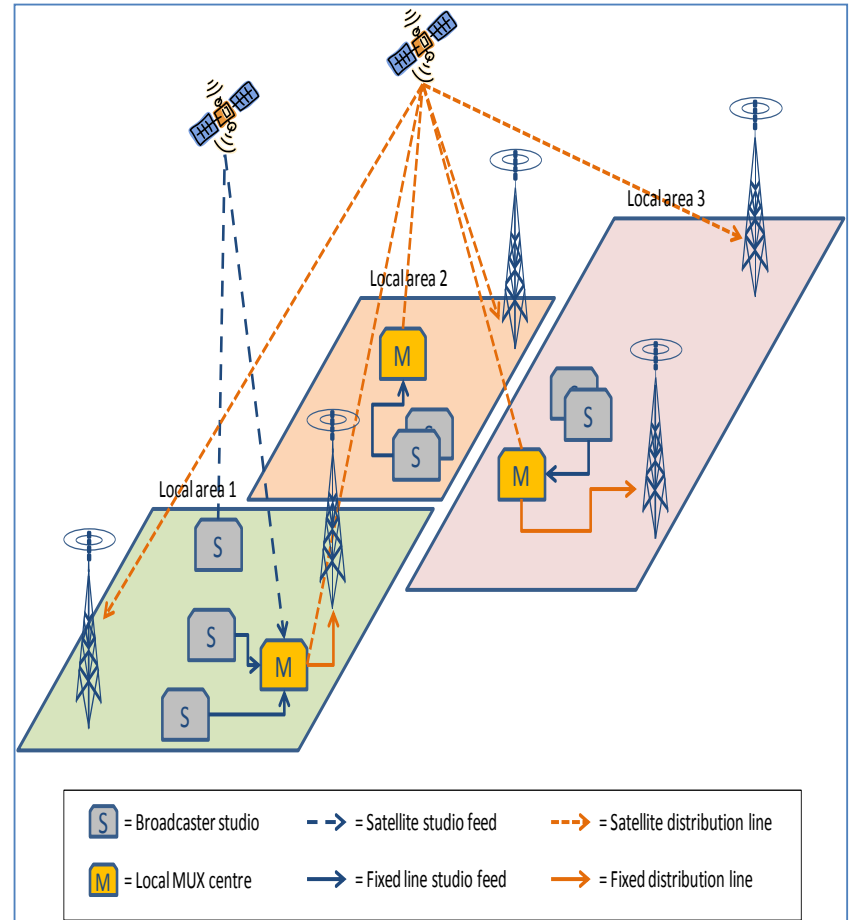 Local area 3
Local area 2
M
S
S
S
M
Local area 1
S
S
M
S
S = Broadcaster studio
= Satellite studio feed
= Satellite distribution line
M = Local MUX centre
= Fixed line studio feed
= Fixed distribution line